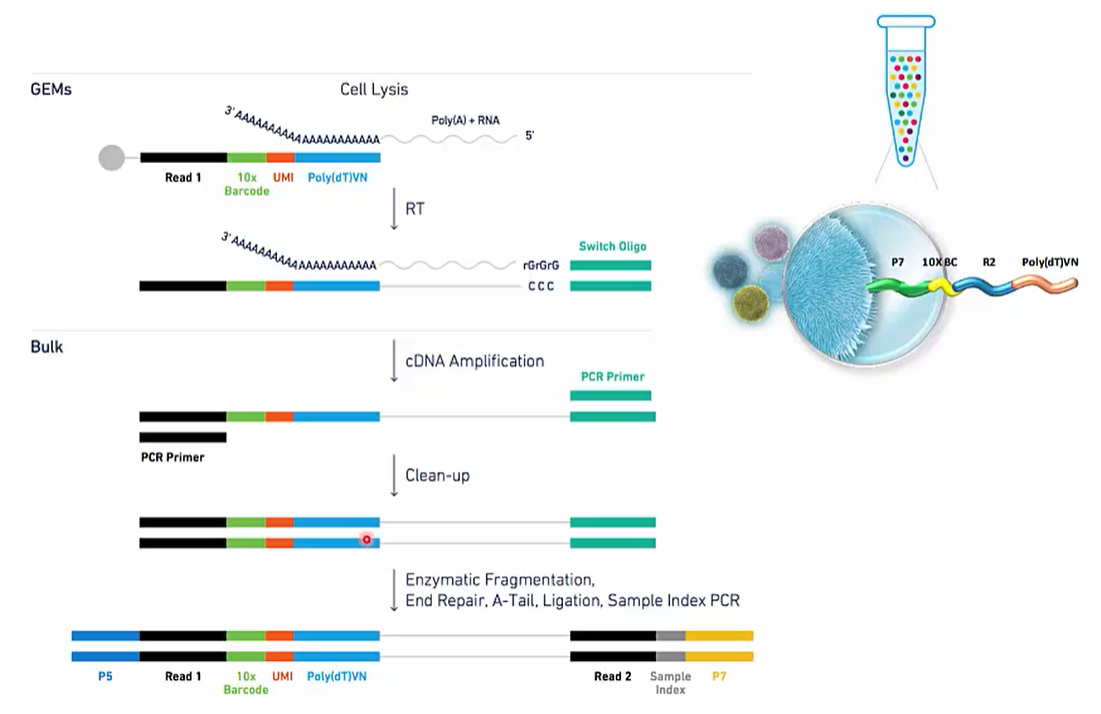 GEMs
Cell Lysis
3'AAAAAAAAAAAAAAAAAAAA
Poly(A) + RNA
5'
Read 1
10x
Barcode
UMI
Poly(dT)VN
RT
3'AAAAAAAAAAAAAAAAAAAA
rGrGrG
Switch Oligo
CCC
P7
10X BC
R2
Poly(dT)VN
Bulk
cDNA Amplification
PCR Primer
PCR Primer
Clean-up
Enzymatic Fragmentation,
End Repair, A-Tail, Ligation, Sample Index PCR
P5
Read 1
10x
Barcode
UMI
Poly(dT)VN
Read 2
Sample
Index
P7